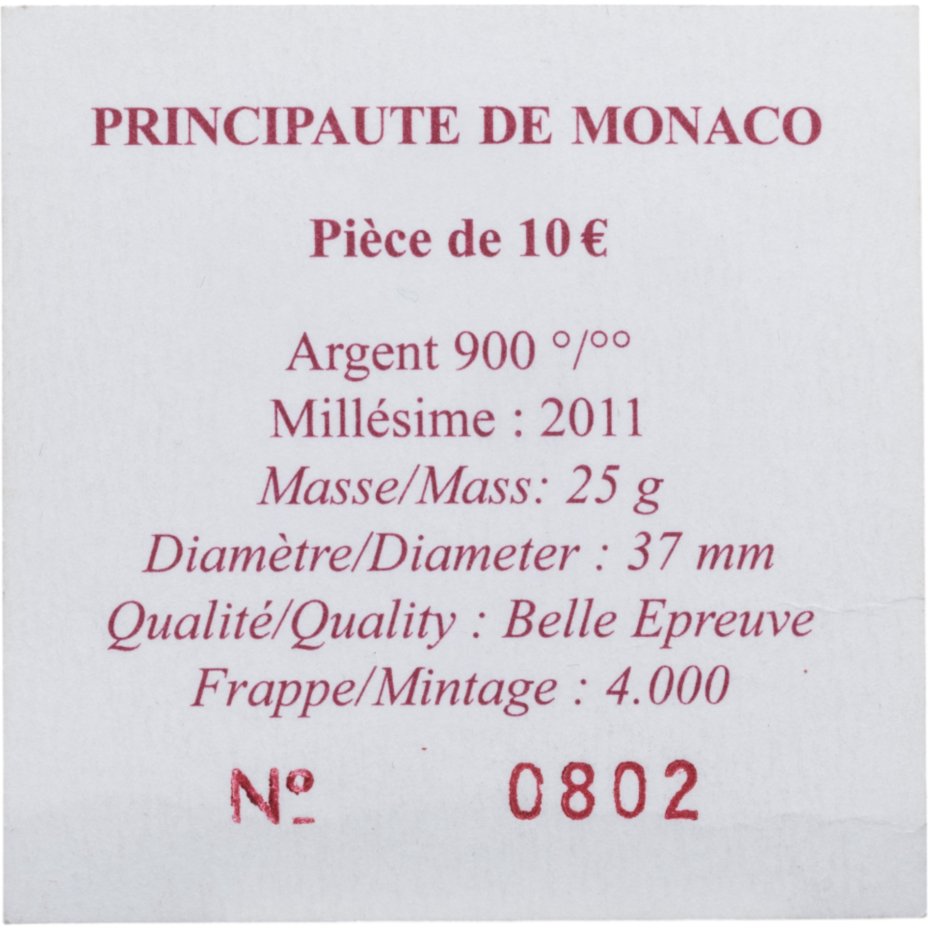 PRINCIPAUTE DE MONACO
Pièce de 10 €
Argent 900 °/°°
Millésime : 2011
Masse/Mass: 25 g
Diamètre/Diameter : 37 mm
Qualité/Quality : Belle Epreuve
Frappe/Mintage : 4.000
Nº 0802